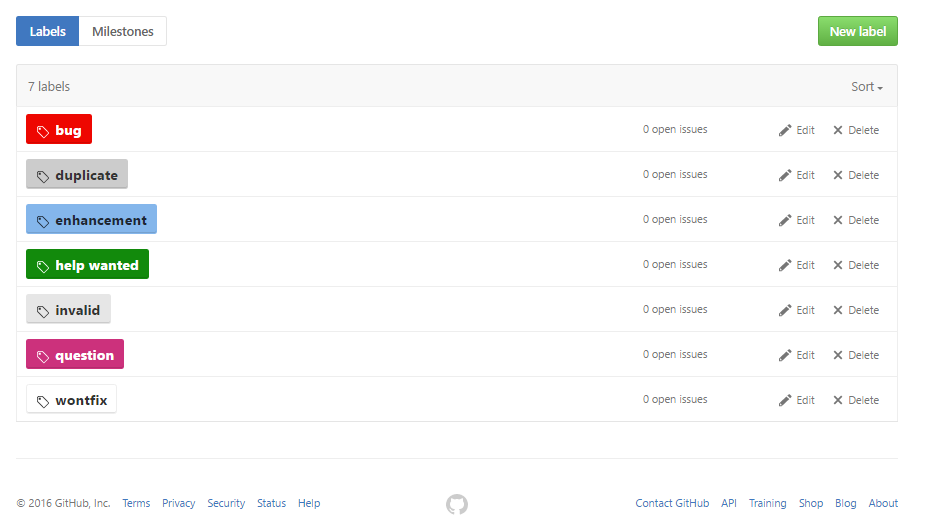 Labels Milestones New label
7 labels Sort
bug 0 open issues Edit Delete
duplicate 0 open issues Edit Delete
enhancement 0 open issues Edit Delete
help wanted 0 open issues Edit Delete
invalid 0 open issues Edit Delete
question 0 open issues Edit Delete
wontfix 0 open issues Edit Delete
© 2016 GitHub, Inc. Terms Privacy Security Status Help Contact GitHub API Training Shop Blog About